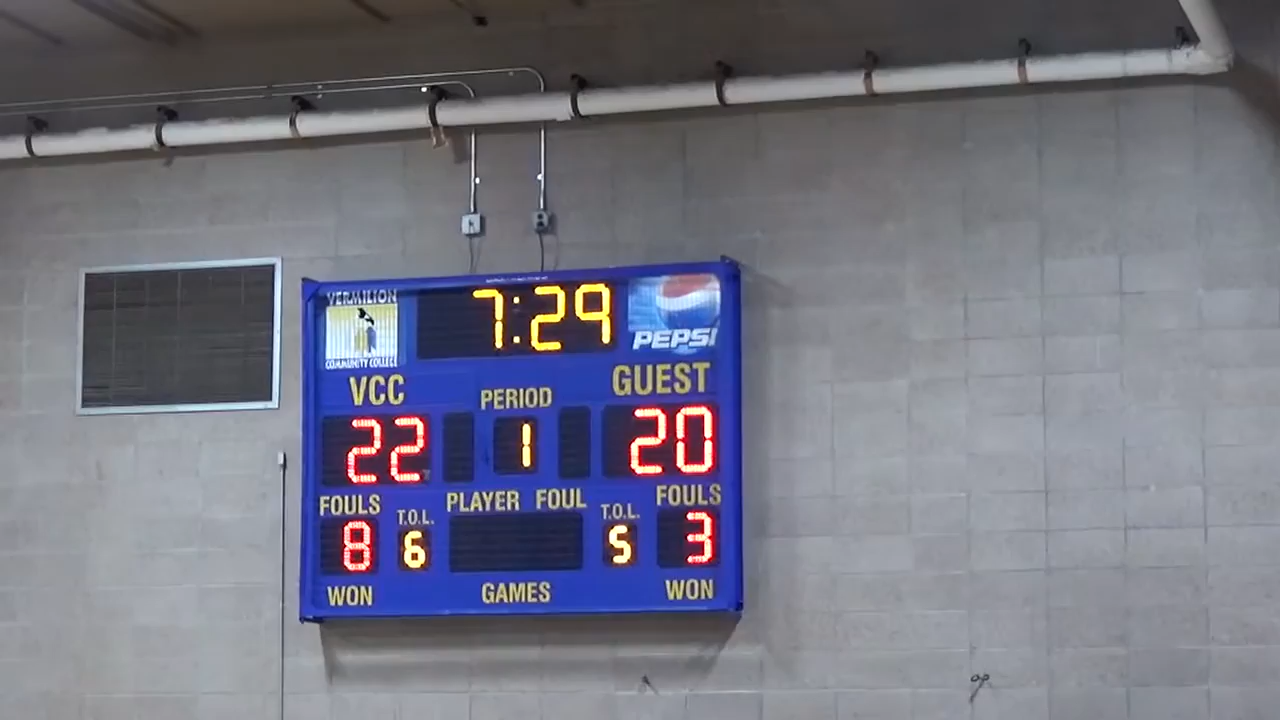 VERMILION
COMMUNITY COLLEGE
7:29
PEPSI
VCC
PERIOD
GUEST
22
1
20
FOULS
PLAYER FOUL
FOULS
T.O.L.
T.O.L.
8
6
5
3
WON
GAMES
WON